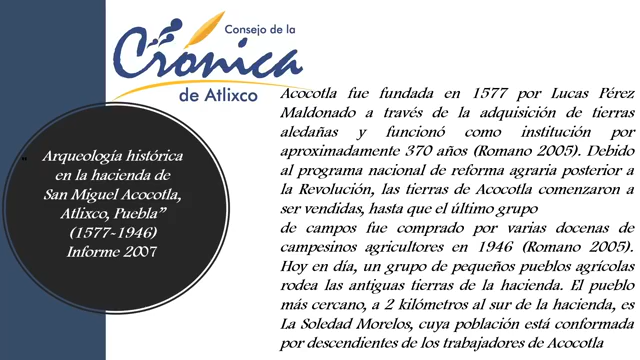 Consejo de la
Crónica
de Atlixco
“
Arqueología histórica
en la hacienda de
San Miguel Acocotla,
Atlixco, Puebla”
(1577-1946)
Informe 2007
Acocotla fue fundada en 1577 por Lucas Pérez
Maldonado a través de la adquisición de tierras
aledañas y funcionó como institución por
aproximadamente 370 años (Romano 2005). Debido
al programa nacional de reforma agraria posterior a
la Revolución, las tierras de Acocotla comenzaron a
ser vendidas, hasta que el último grupo
de campos fue comprado por varias docenas de
campesinos agricultores en 1946 (Romano 2005).
Hoy en día, un grupo de pequeños pueblos agrícolas
rodea las antiguas tierras de la hacienda. El pueblo
más cercano, a 2 kilómetros al sur de la hacienda, es
La Soledad Morelos, cuya población está conformada
por descendientes de los trabajadores de Acocotla